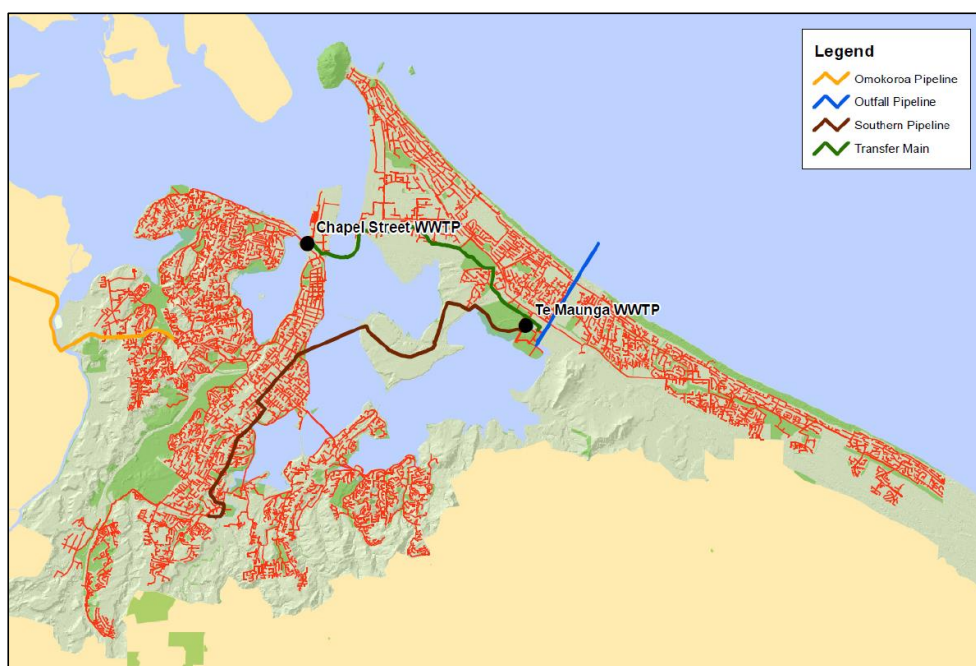 Legend
Omokoroa Pipeline
Outfall Pipeline
Southern Pipeline
Transfer Main
Chapel Street WWTP
Te Maunga WWTP